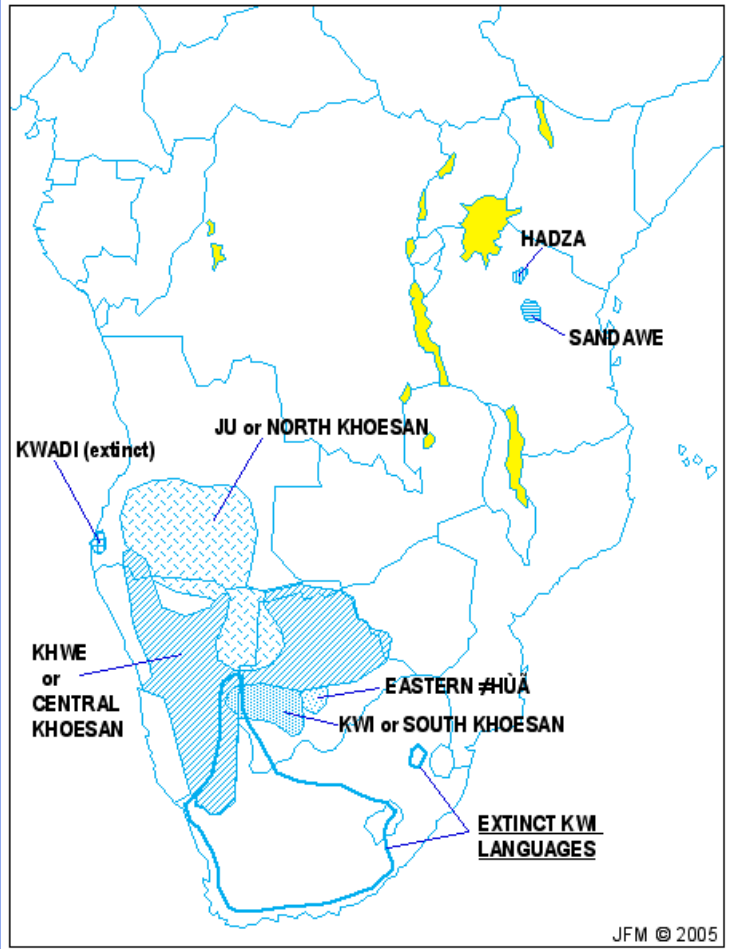 HADZA
SANDAWE
JU or NORTH KHOESAN
KWADI (extinct)
KHWE
or
CENTRAL
KHOESAN
EASTERN ǂHÙÃ
KWI or SOUTH KHOESAN
EXTINCT KWI
LANGUAGES
JFM © 2005